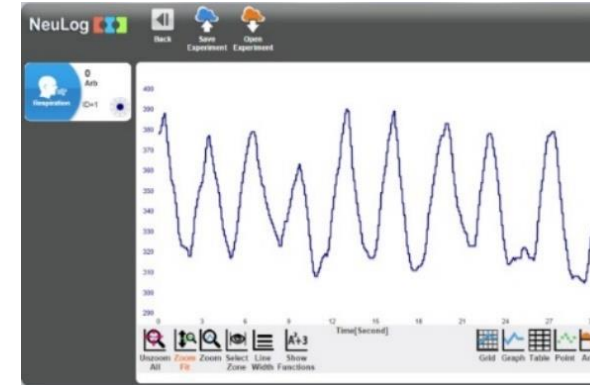 NeuLog
Back
Save
Experiment
Open
Experiment
0
Arb
Respiration
C=1
400
390
380
370
360
350
340
330
320
310
300
290
0 3 6 9 12 15 18 21 24 27
Time[Second]
Unzoom
All
Zoom
Fit
Zoom
Select
Zone
Line
Width
Show
Functions
Grid
Graph
Table
Point